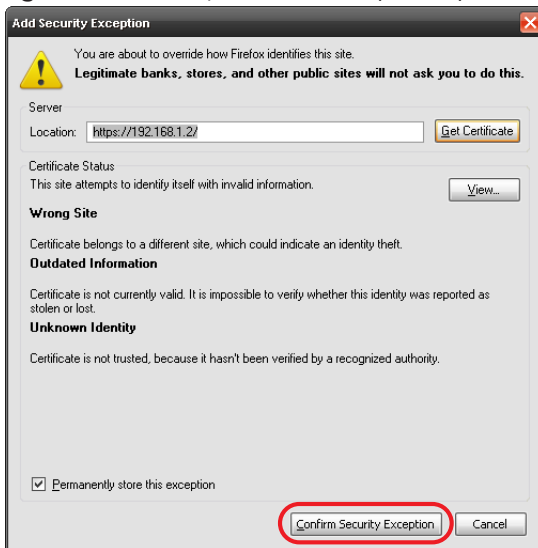 Add Security Exception
You are about to override how Firefox identifies this site.
Legitimate banks, stores, and other public sites will not ask you to do this.
Server
Location: https://192.168.1.2/ Get Certificate
Certificate Status
This site attempts to identify itself with invalid information. View...
Wrong Site
Certificate belongs to a different site, which could indicate an identity theft.
Outdated Information
Certificate is not currently valid. It is impossible to verify whether this identity was reported as
stolen or lost.
Unknown Identity
Certificate is not trusted, because it hasn't been verified by a recognized authority.
Permanently store this exception
Confirm Security Exception Cancel